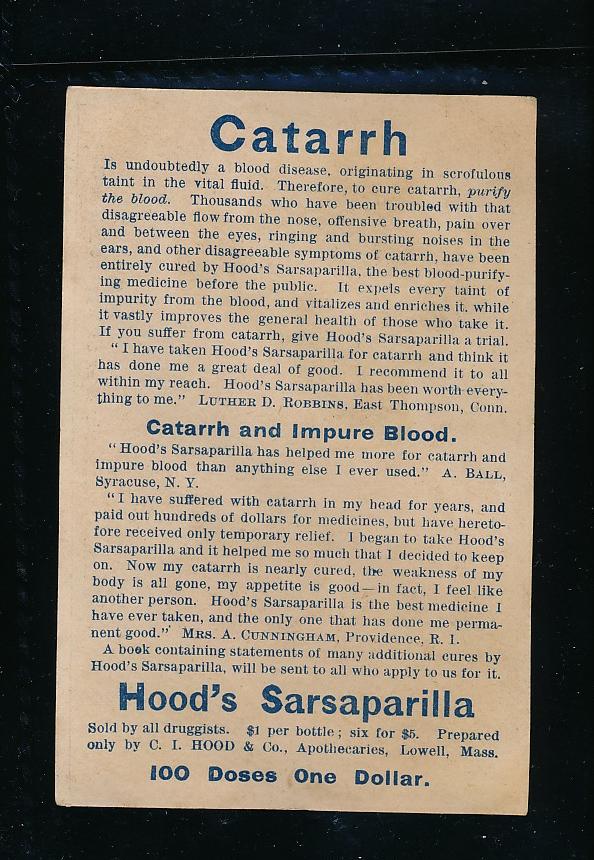 Catarrh
Is undoubtedly a blood disease, originating in scrofulous
taint in the vital fluid. Therefore, to cure catarrh, purify
the blood. Thousands who have been troubled with that
disagreeable flow from the nose, offensive breath, pain over
and between the eyes, ringing and bursting noises in the
ears, and other disagreeable symptoms of catarrh, have been
entirely cured by Hood's Sarsaparilla, the best blood-purify-
ing medicine before the public. It expels every taint of
impurity from the blood, and vitalizes and enriches it, while
it vastly improves the general health of those who take it.
If you suffer from catarrh, give Hood's Sarsaparilla a trial.
"I have taken Hood's Sarsaparilla for catarrh and think it
has done me a great deal of good. I recommend it to all
within my reach. Hood's Sarsaparilla has been worth every-
thing to me." LUTHER D. ROBBINS, East Thompson, Conn.
Catarrh and Impure Blood.
"Hood's Sarsaparilla has helped me more for catarrh and
impure blood than anything else I ever used." A. BALL,
Syracuse, N. Y.
"I have suffered with catarrh in my head for years, and
paid out hundreds of dollars for medicines, but have hereto-
fore received only temporary relief. I began to take Hood's
Sarsaparilla and it helped me so much that I decided to keep
on. Now my catarrh is nearly cured, the weakness of my
body is all gone, my appetite is good—in fact, I feel like
another person. Hood's Sarsaparilla is the best medicine I
have ever taken, and the only one that has done me perma-
nent good." MRS. A. CUNNINGHAM, Providence, R. I.
A book containing statements of many additional cures by
Hood's Sarsaparilla, will be sent to all who apply to us for it.
Hood's Sarsaparilla
Sold by all druggists. $1 per bottle; six for $5. Prepared
only by C. I. HOOD & Co., Apothecaries, Lowell, Mass.
100 Doses One Dollar.